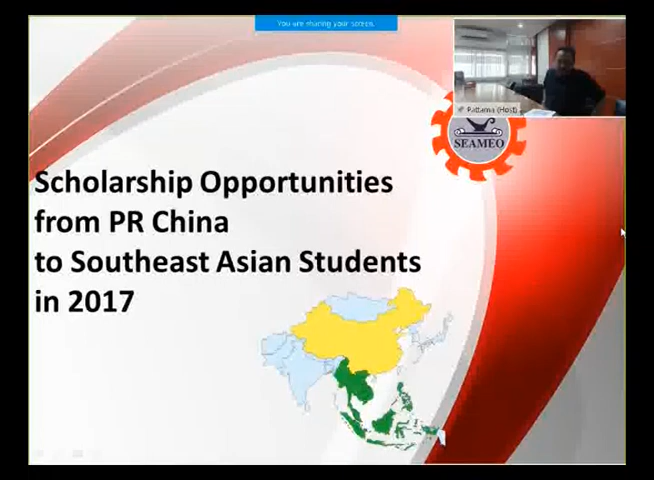 You are sharing your screen.
Pattama (Host)
SEAMEO
Scholarship Opportunities
from PR China
to Southeast Asian Students
in 2017